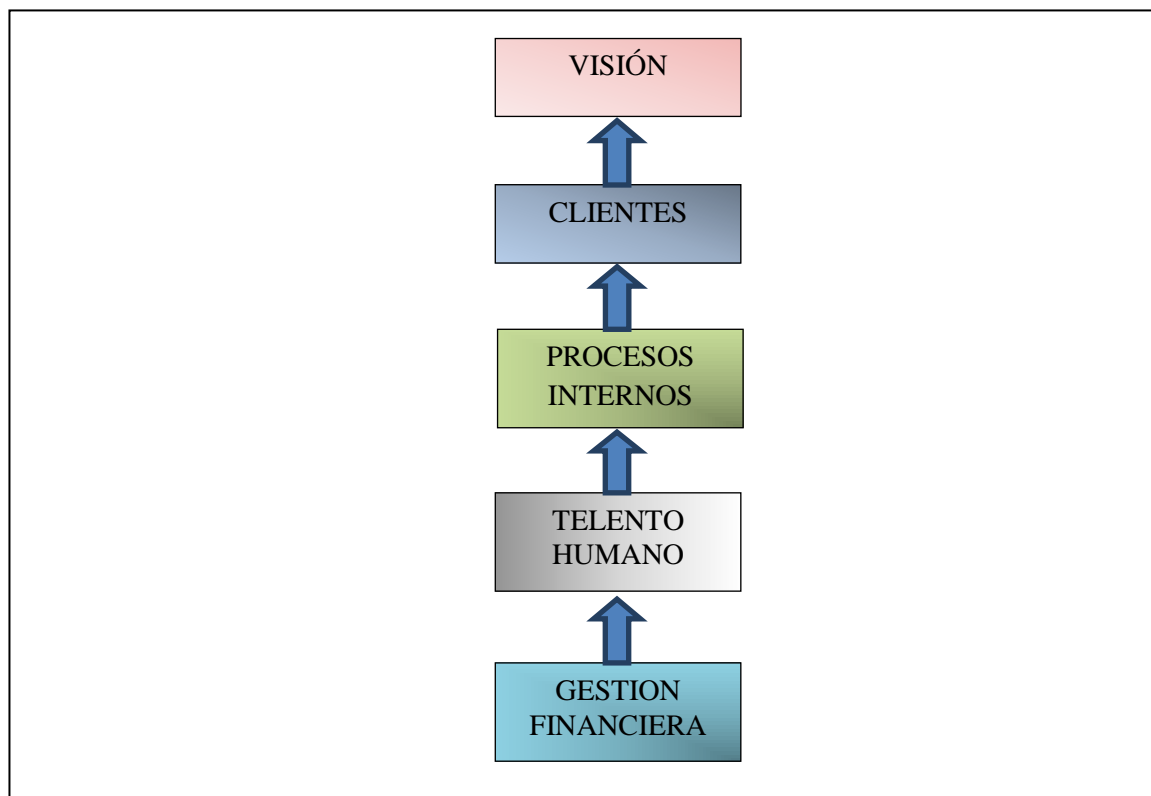 VISIÓN
CLIENTES
PROCESOS
INTERNOS
TELENTO
HUMANO
GESTION
FINANCIERA